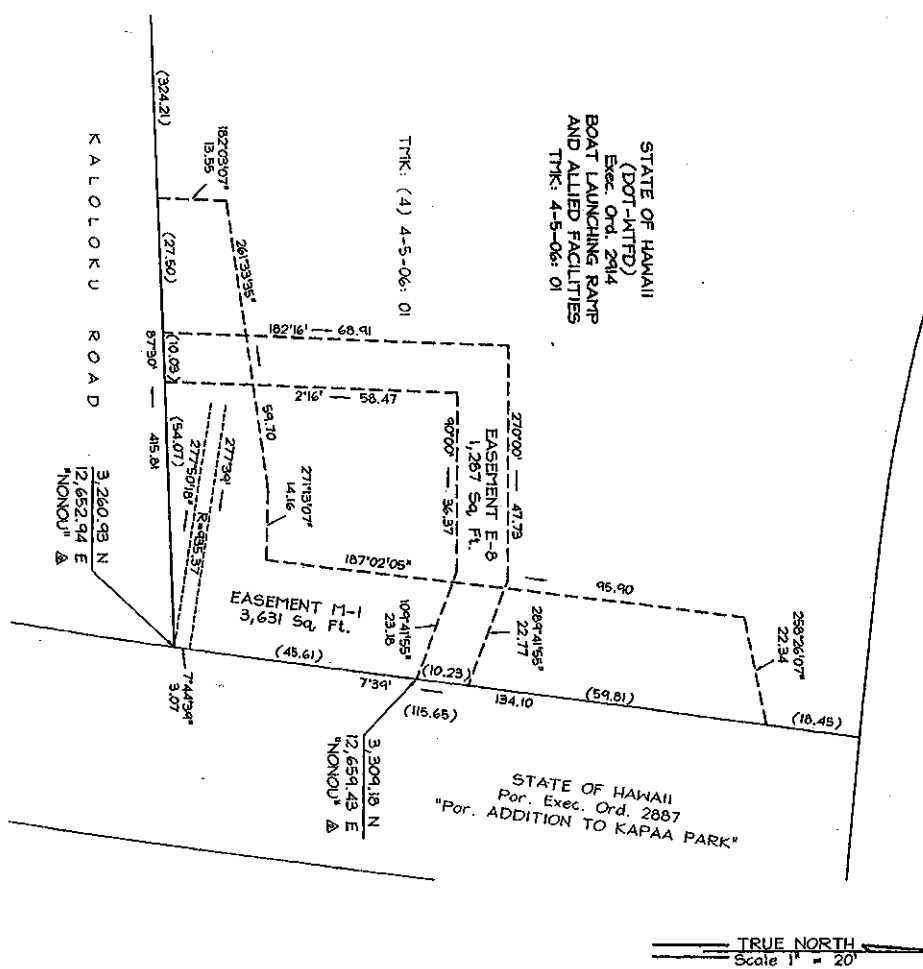 STATE OF HAWAII
(DOT-WTFD)
Exec. Ord. 2914
BOAT LAUNCHING RAMP
AND ALLIED FACILITIES
TMK: 4-5-06: 01
TMK: (4) 4-5-06: 01
KALOLOKU ROAD
(324.21)
182°03'07"
13.55
(27.50)
261°33'35"
59.70
182°16' — 68.91
(10.03)
87°30' — 415.81
2°16' — 58.47
(54.07)
277°50'18"
277°39'
R=935.37
271°13'07"
14.16
90°00' — 36.37
270°00' — 47.73
EASEMENT E-8
1,287 Sq. Ft.
187°02'05" — 95.90
258°26'07"
22.34
EASEMENT M-1
3,631 Sq. Ft.
109°41'55"
23.18
289°41'55"
22.77
3,260.93 N
12,652.94 E
"NONOU"
(45.61)
(10.23)
(59.81)
(18.45)
7°39' — 134.10
(115.65)
7°44'39"
3.07
3,309.18 N
12,659.43 E
"NONOU"
STATE OF HAWAII
Por. Exec. Ord. 2887
"Por. ADDITION TO KAPAA PARK"
TRUE NORTH
Scale 1" = 20'